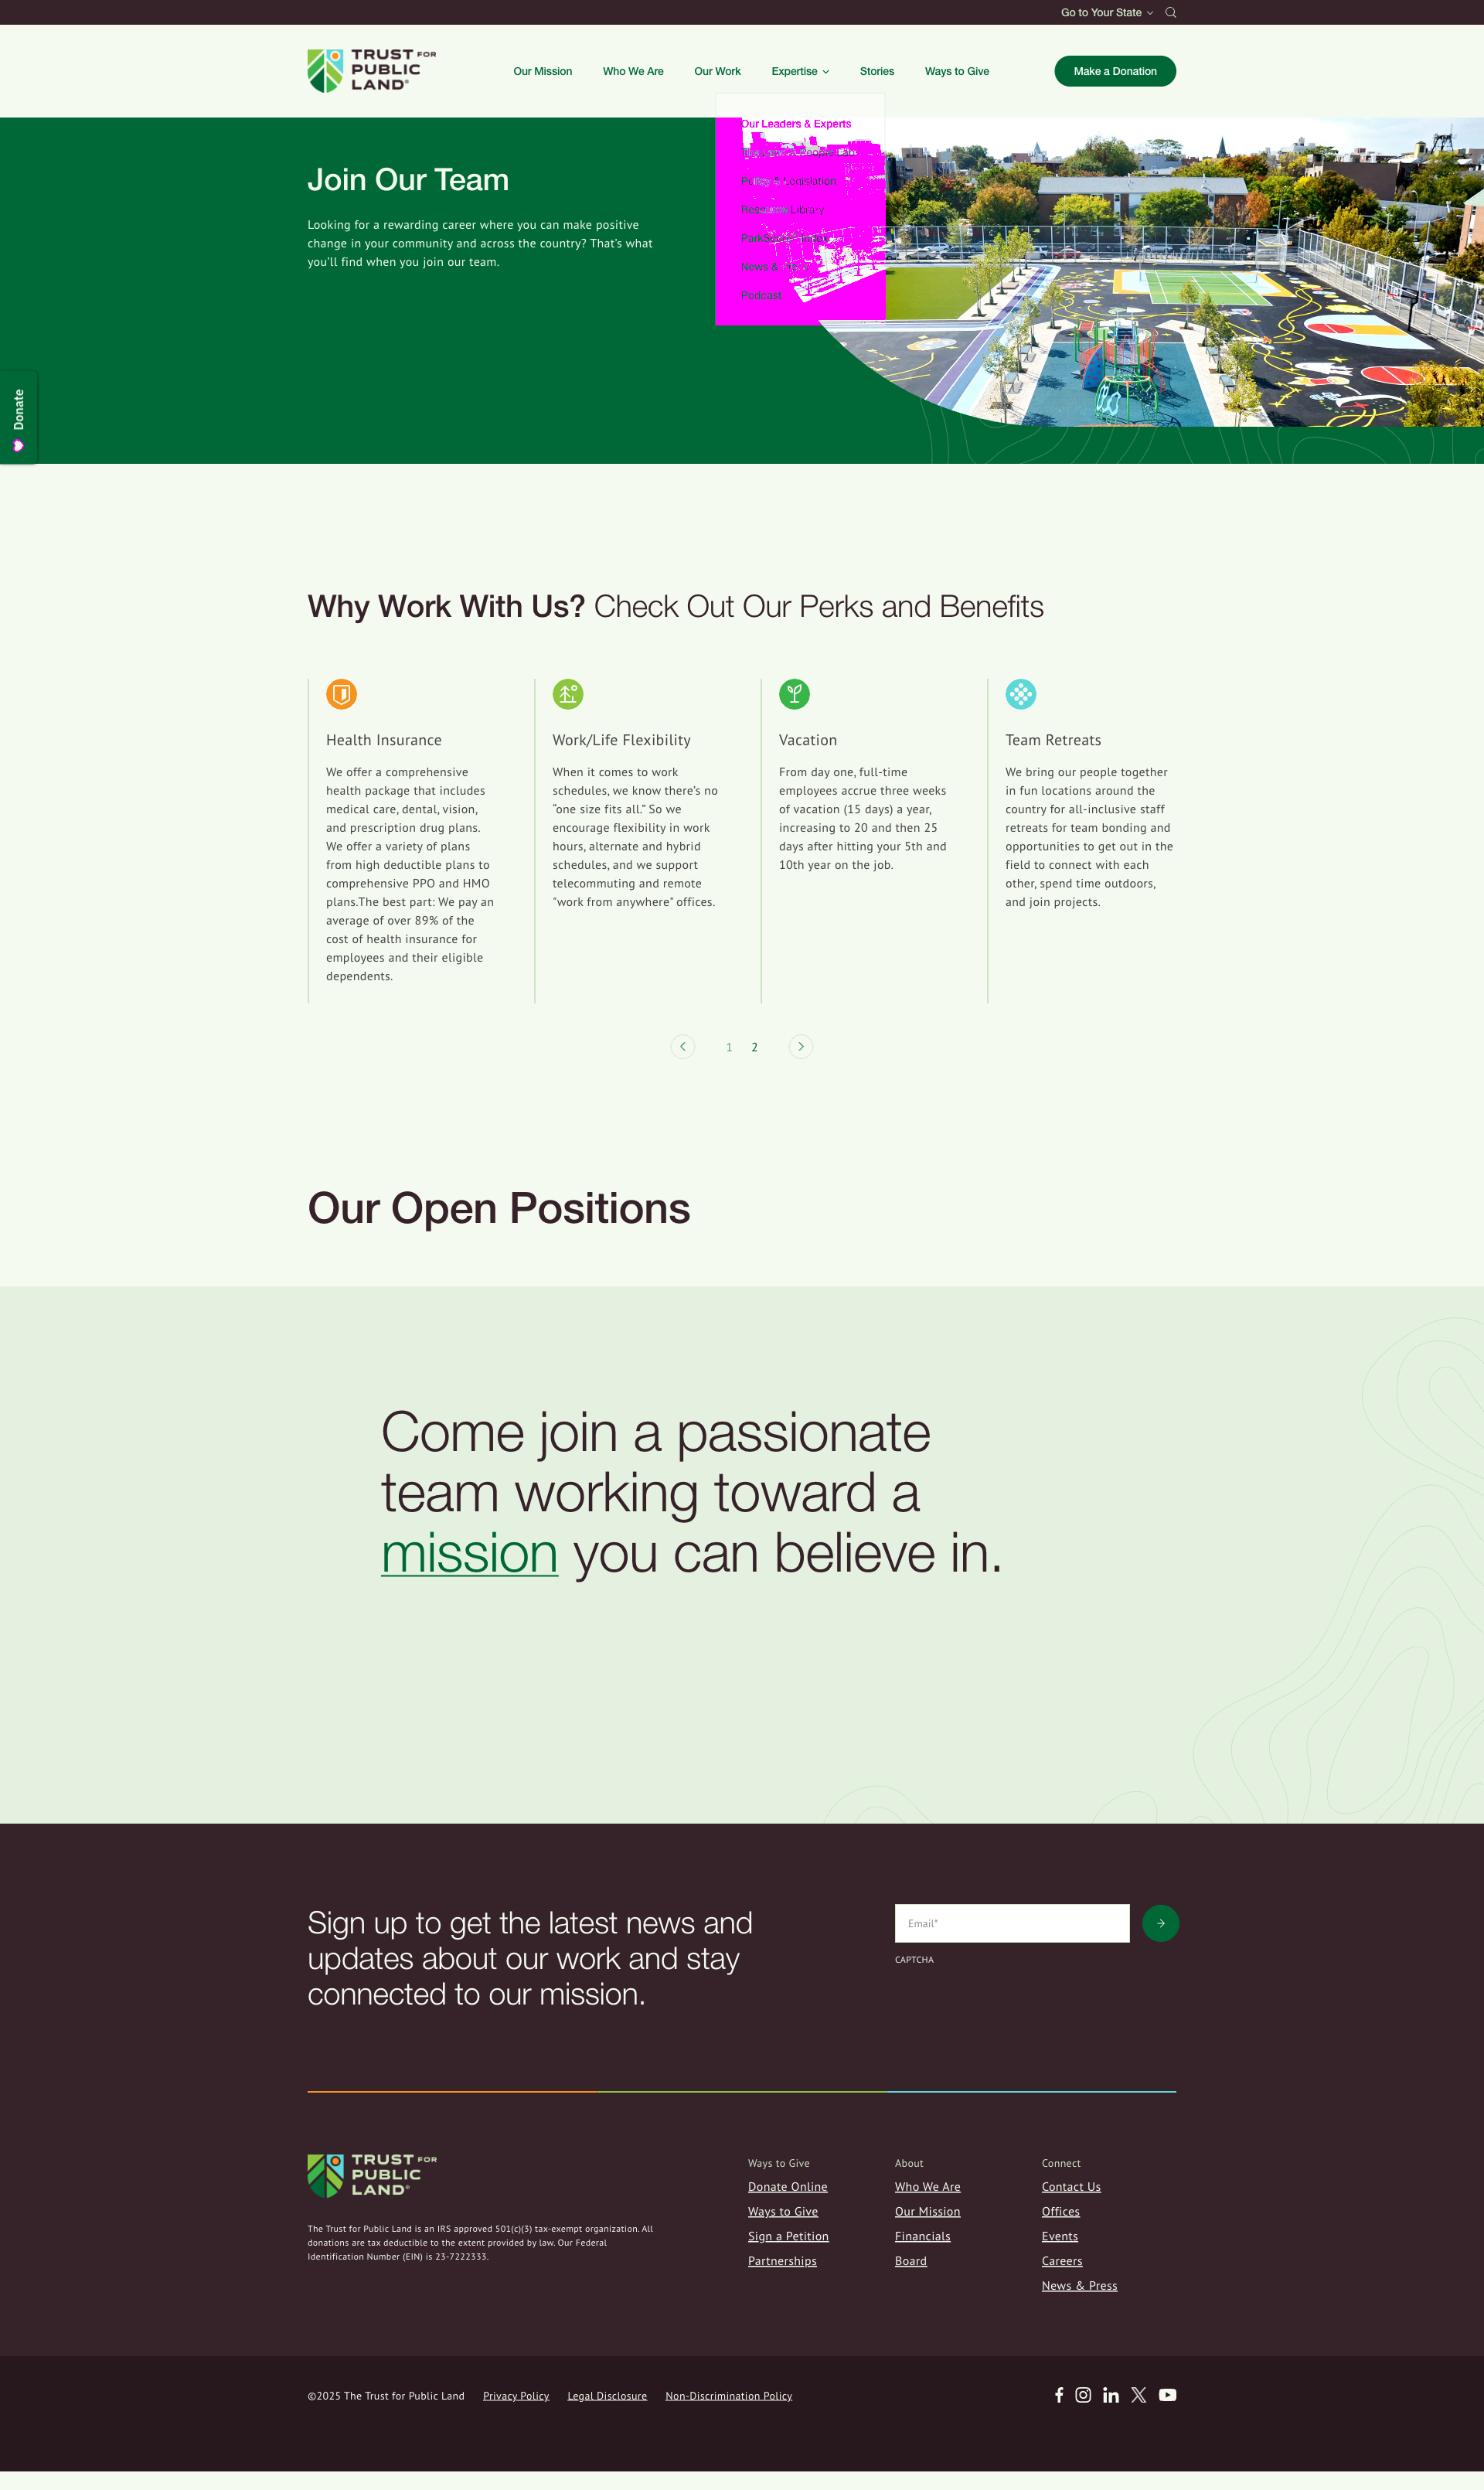 Go to Your State
TRUST FOR
PUBLIC
LAND®
Our Mission
Who We Are
Our Work
Expertise
Stories
Ways to Give
Make a Donation
Our Leaders & Experts
Policy & Legislation
Resource Library
ParkScore® Index
News &
Podcast
Join Our Team
Looking for a rewarding career where you can make positive
change in your community and across the country? That’s what
you’ll find when you join our team.
Donate
Why Work With Us? Check Out Our Perks and Benefits
Health Insurance
We offer a comprehensive
health package that includes
medical care, dental, vision,
and prescription drug plans.
We offer a variety of plans
from high deductible plans to
comprehensive PPO and HMO
plans.The best part: We pay an
average of over 89% of the
cost of health insurance for
employees and their eligible
dependents.
Work/Life Flexibility
When it comes to work
schedules, we know there’s no
“one size fits all.” So we
encourage flexibility in work
hours, alternate and hybrid
schedules, and we support
telecommuting and remote
"work from anywhere" offices.
Vacation
From day one, full-time
employees accrue three weeks
of vacation (15 days) a year,
increasing to 20 and then 25
days after hitting your 5th and
10th year on the job.
Team Retreats
We bring our people together
in fun locations around the
country for all-inclusive staff
retreats for team bonding and
opportunities to get out in the
field to connect with each
other, spend time outdoors,
and join projects.
1
2
Our Open Positions
Come join a passionate
team working toward a
mission you can believe in.
Sign up to get the latest news and
updates about our work and stay
connected to our mission.
Email*
CAPTCHA
TRUST FOR
PUBLIC
LAND®
The Trust for Public Land is an IRS approved 501(c)(3) tax-exempt organization. All
donations are tax deductible to the extent provided by law. Our Federal
Identification Number (EIN) is 23-7222333.
Ways to Give
Donate Online
Ways to Give
Sign a Petition
Partnerships
About
Who We Are
Our Mission
Financials
Board
Connect
Contact Us
Offices
Events
Careers
News & Press
©2025 The Trust for Public Land
Privacy Policy
Legal Disclosure
Non-Discrimination Policy